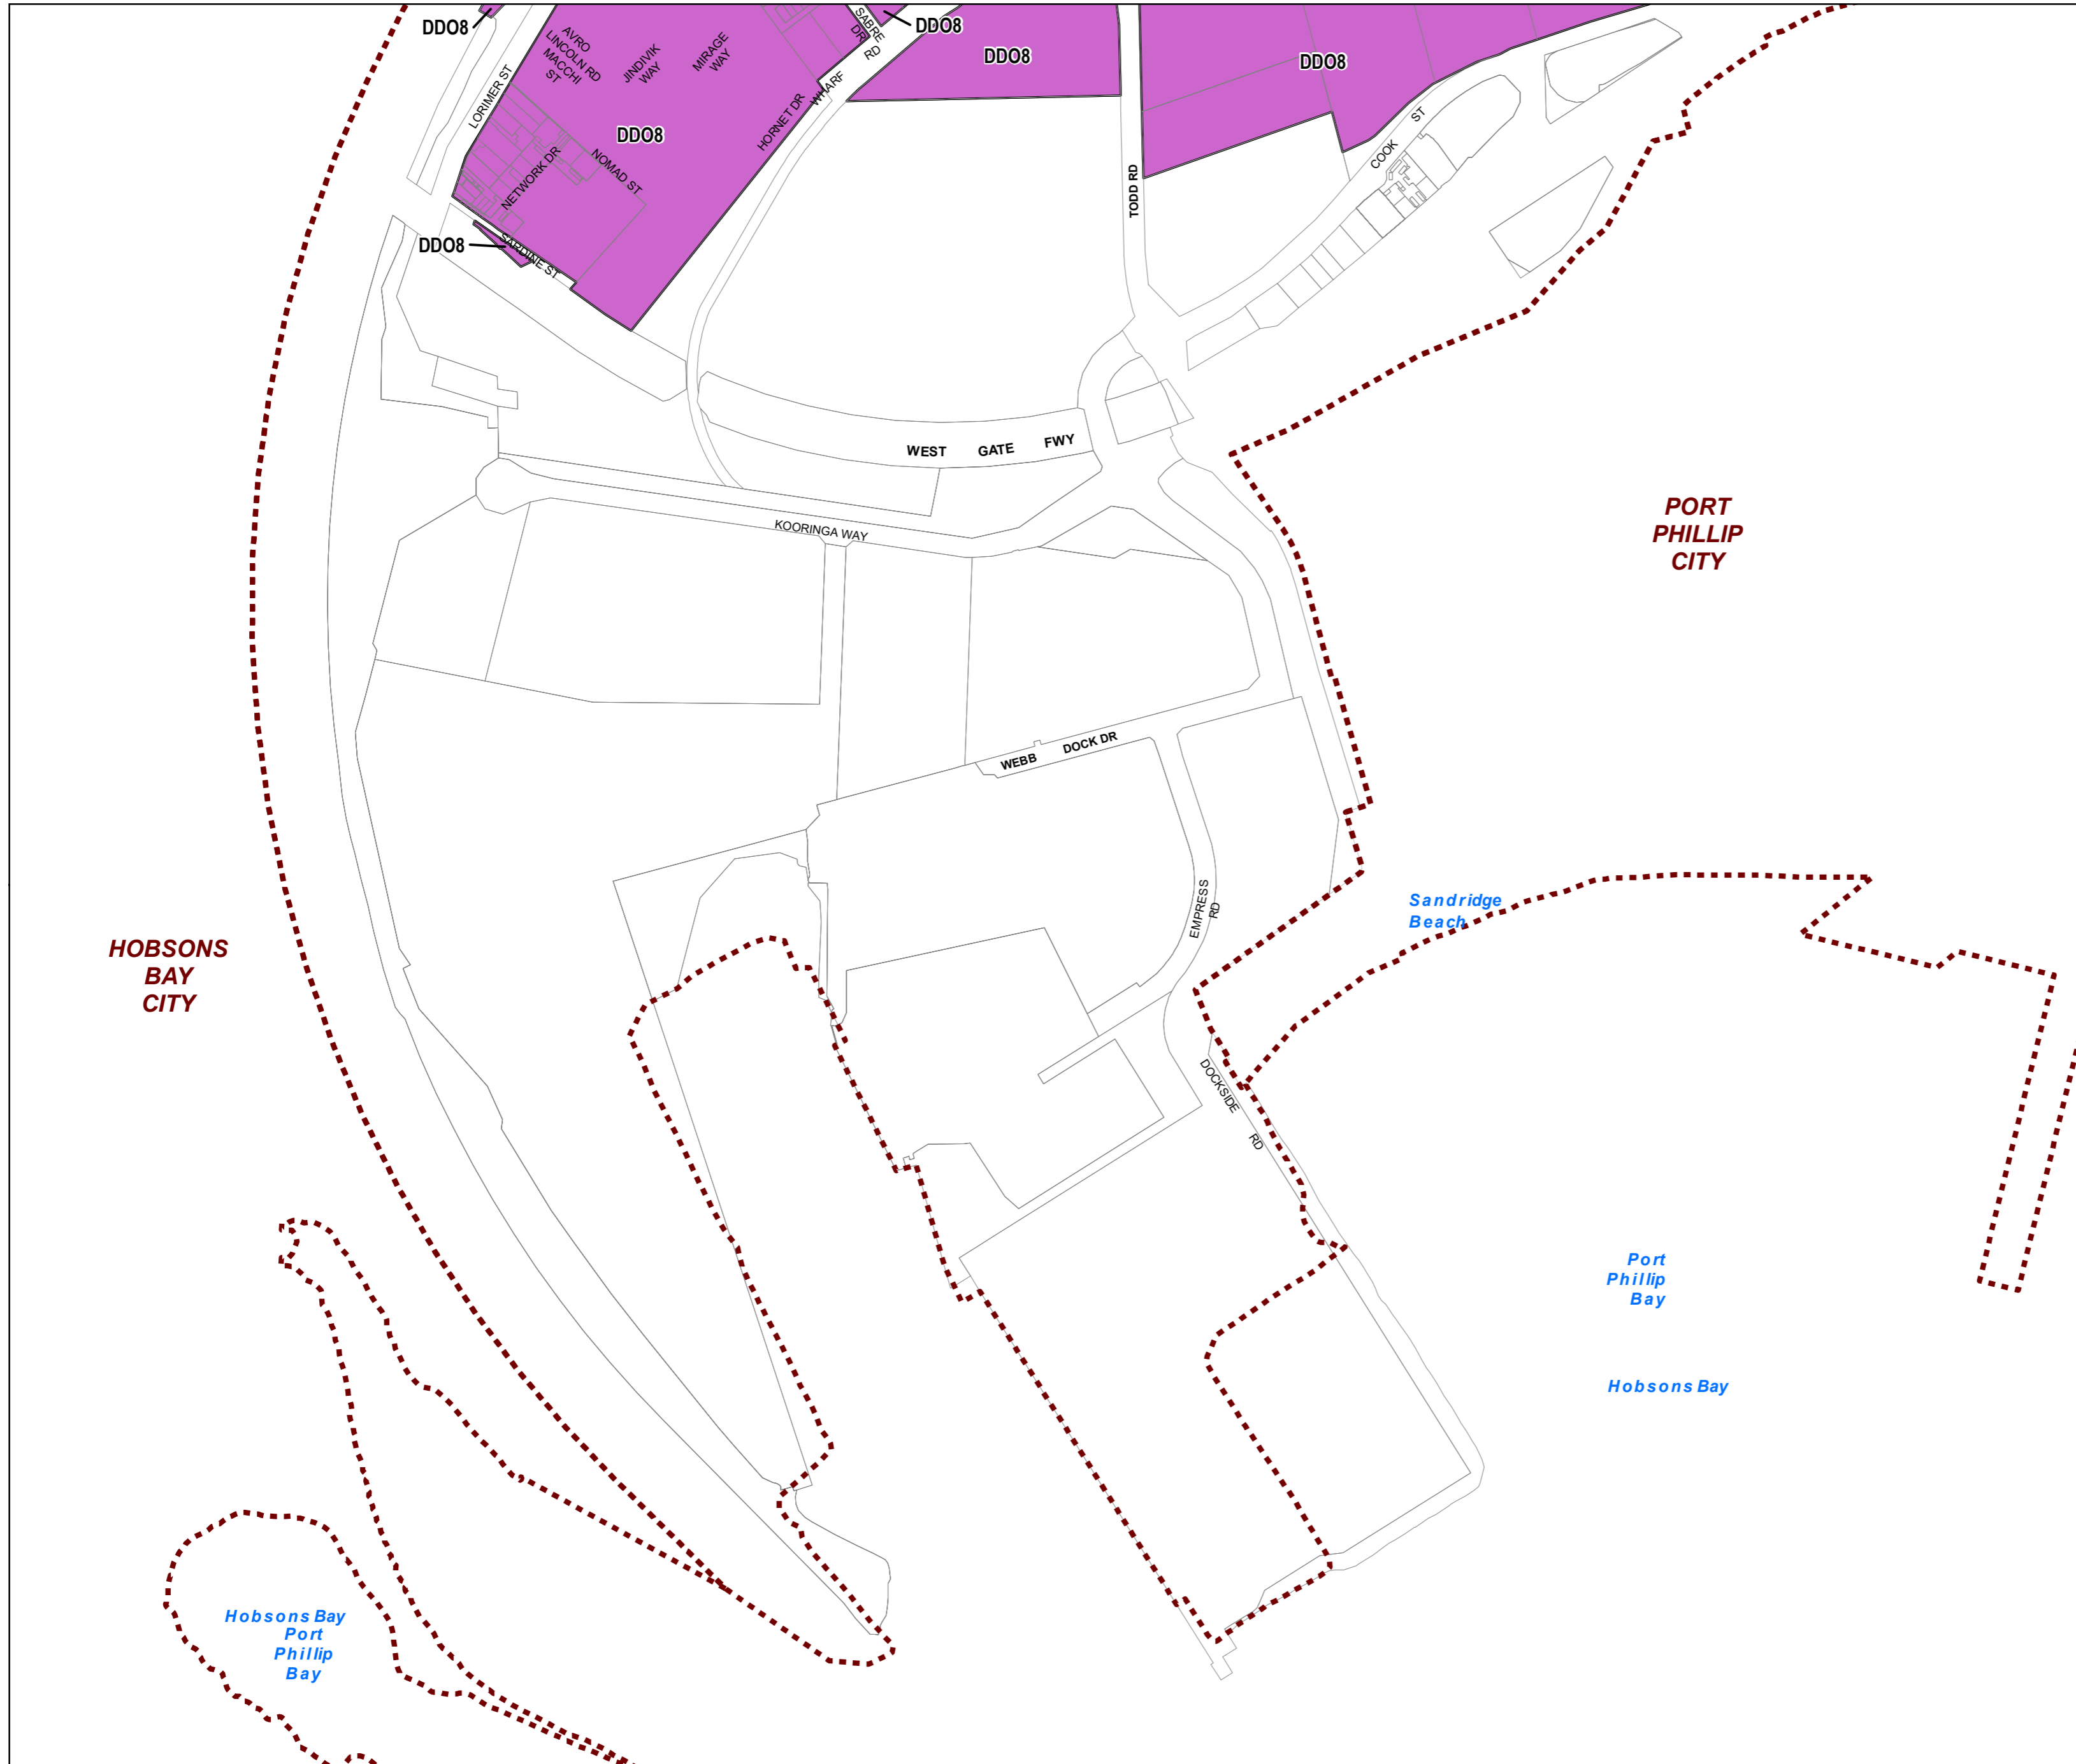 DDO8
AVRO
LINCOLN RD
MACCHI
ST
JINDIVIK
WAY
MIRAGE
WAY
SABRE
DR
RD
WHARF
DDO8
DDO8
DDO8
LORIMER ST
DDO8
HORNET DR
NETWORK DR
NOMAD ST
COOK
ST
TODD RD
DDO8
SARDINE ST
WEST GATE FWY
KOORINGA WAY
PORT
PHILLIP
CITY
WEBB DOCK DR
EMPRESS
RD
Sandridge
Beach
HOBSONS
BAY
CITY
DOCKSIDE
RD
Port
Phillip
Bay
Hobsons Bay
Hobsons Bay
Port
Phillip
Bay